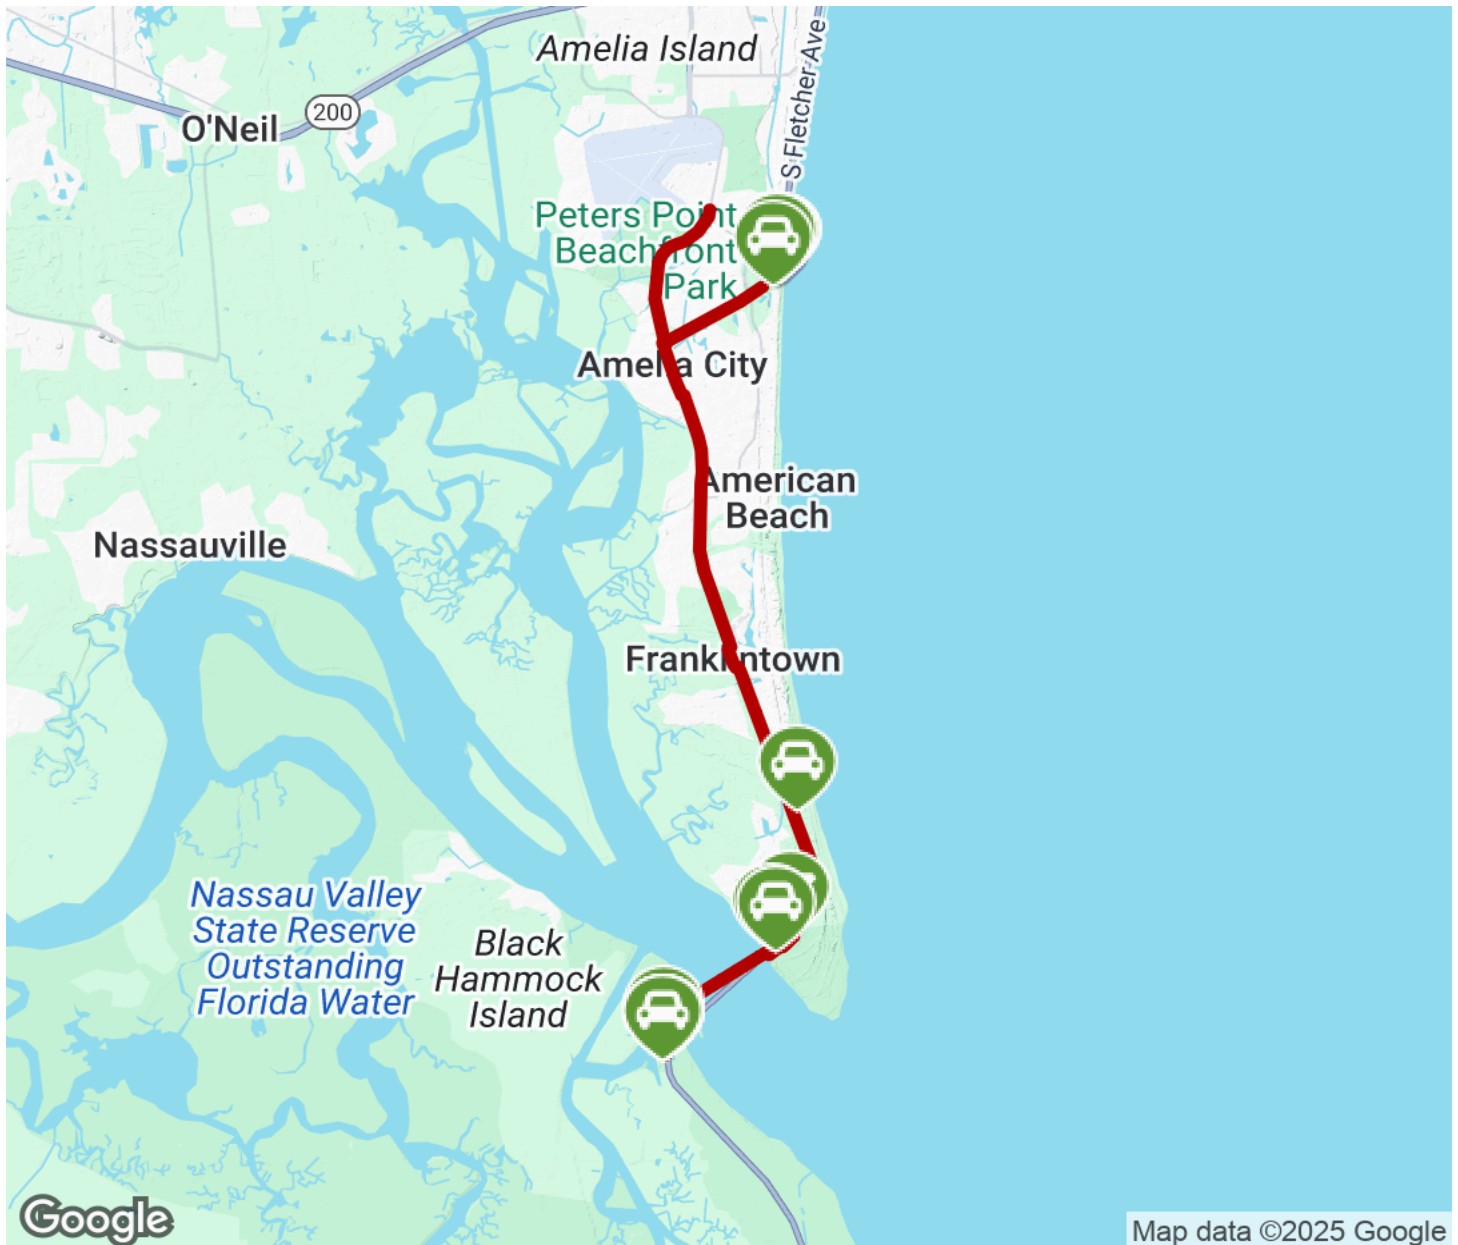 Amelia Island
S Fletcher Ave
200
O'Neil
Peters Point
Beachfront
Park
Amelia City
American
Beach
Nassauville
Franklintown
Nassau Valley
State Reserve
Outstanding
Florida Water
Black
Hammock
Island
Google
Map data ©2025 Google